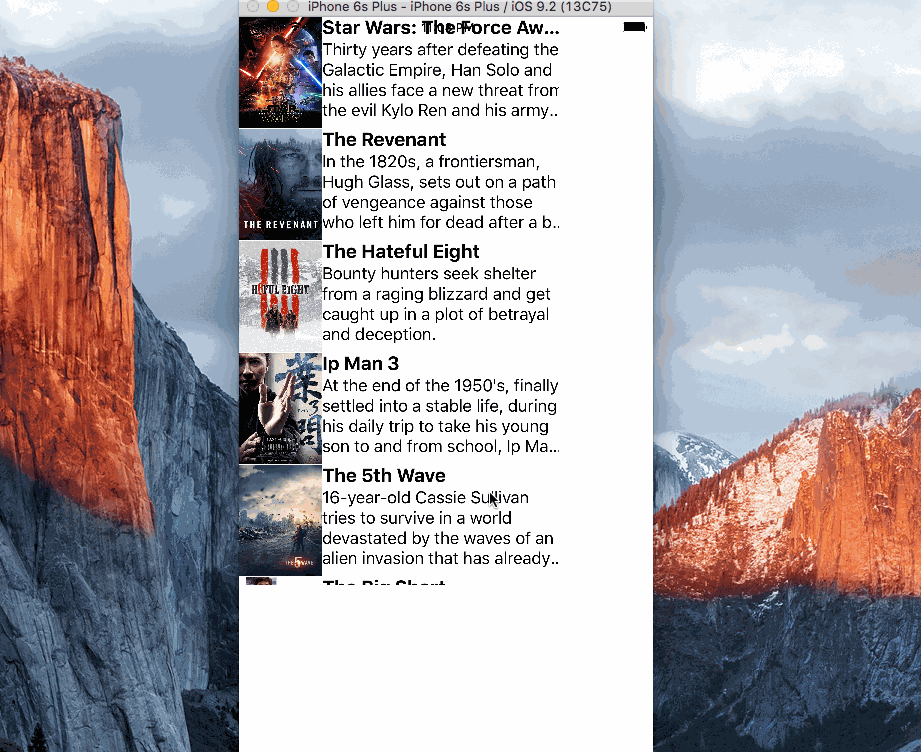 iPhone 6s Plus - iPhone 6s Plus / iOS 9.2 (13C75)
Star Wars: The Force Aw...
Thirty years after defeating the
Galactic Empire, Han Solo and
his allies face a new threat from
the evil Kylo Ren and his army..
The Revenant
In the 1820s, a frontiersman,
Hugh Glass, sets out on a path
of vengeance against those
who left him for dead after a b..
THE REVENANT
The Hateful Eight
Bounty hunters seek shelter
from a raging blizzard and get
caught up in a plot of betrayal
and deception.
Ip Man 3
At the end of the 1950's, finally
settled into a stable life, during
his daily trip to take his young
son to and from school, Ip Ma...
The 5th Wave
16-year-old Cassie Sullivan
tries to survive in a world
devastated by the waves of an
alien invasion that has already..
THE 5 WAVE
The Big Short